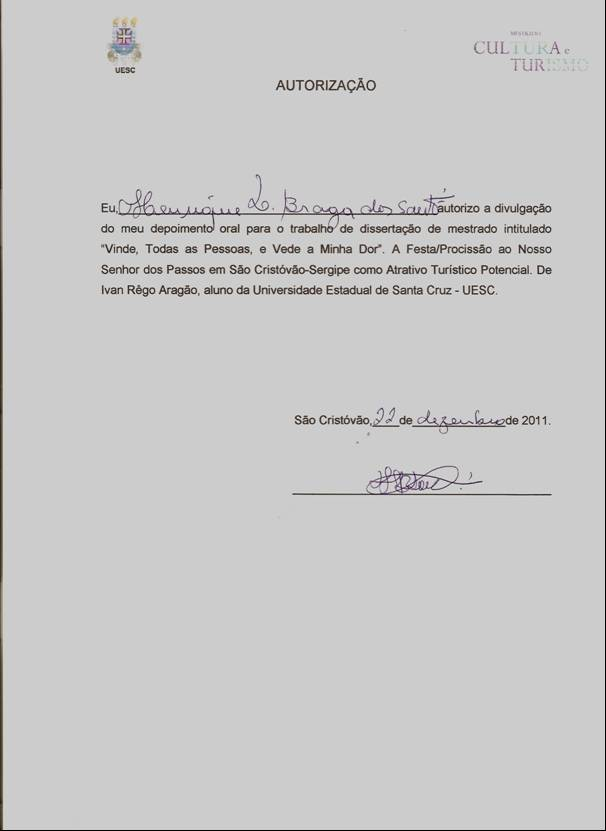 UESC
MESTRADO
CULTURA e
TURISMO
AUTORIZAÇÃO
Eu, Henrique L. Braga dos Santos autorizo a divulgação
do meu depoimento oral para o trabalho de dissertação de mestrado intitulado
“Vinde, Todas as Pessoas, e Vede a Minha Dor”. A Festa/Procissão ao Nosso
Senhor dos Passos em São Cristóvão-Sergipe como Atrativo Turístico Potencial. De
Ivan Rêgo Aragão, aluno da Universidade Estadual de Santa Cruz - UESC.
São Cristóvão, 22 de dezembro de 2011.